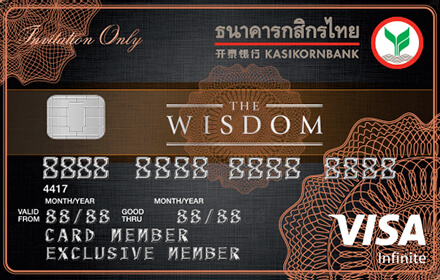 Invitation Only
ธนาคารกสิกรไทย
开泰银行 KASIKORNBANK
THE
WISDOM
8888 8888 8888 8888
4417
MONTH/YEAR MONTH/YEAR
VALID FROM 88/88 GOOD THRU 88/88
CARD MEMBER
EXCLUSIVE MEMBER
VISA
Infinite